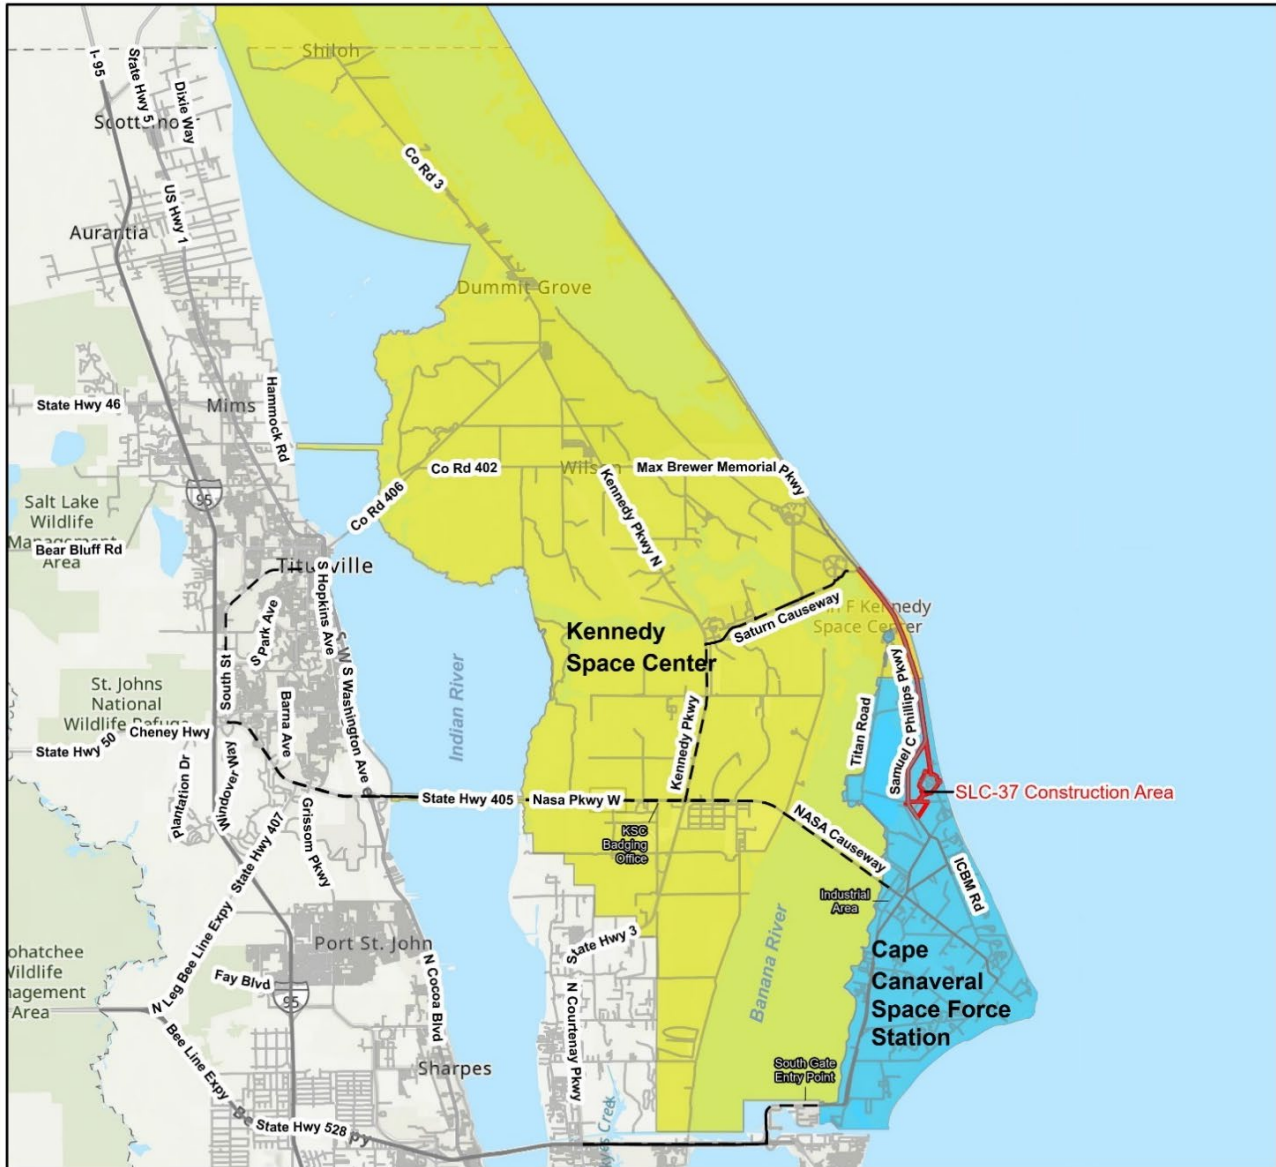 Shiloh
I-95
State Hwy 5
Dixie Way
Co Rd 3
US Hwy 1
Aurantia
Dummit Grove
Hammock Rd
State Hwy 46
Mims
Co Rd 402
Max Brewer Memorial Pkwy
Kennedy Pkwy N
Co Rd 406
95
Salt Lake
Wildlife
Area
Bear Bluff Rd
S Hopkins Ave
Saturn Causeway
S Park Ave
Kennedy
Space Center
F Kennedy
Space Center
South St
S Washington Ave
Barna Ave
Indian River
Kennedy Pkwy
Titan Road
Samuel C Phillips Pkwy
St. Johns
National
Wildlife
Cheney Hwy
State Hwy 50
Plantation Dr
Windover Way
State Hwy 407
Grissom Pkwy
State Hwy 405
Nasa Pkwy W
NASA Causeway
SLC-37 Construction Area
KSC
Badging
Office
ICBM Rd
Industrial
Area
Banana River
Cape
Canaveral
Space Force
Station
State Hwy 3
Port St. John
N Leg Bee Line Expy
Fay Blvd
95
N Cocoa Blvd
N Courtenay Pkwy
Wildlife
Area
Bee Line Expy
Sharpes
South Gate
Entry Point
State Hwy 528
Creek